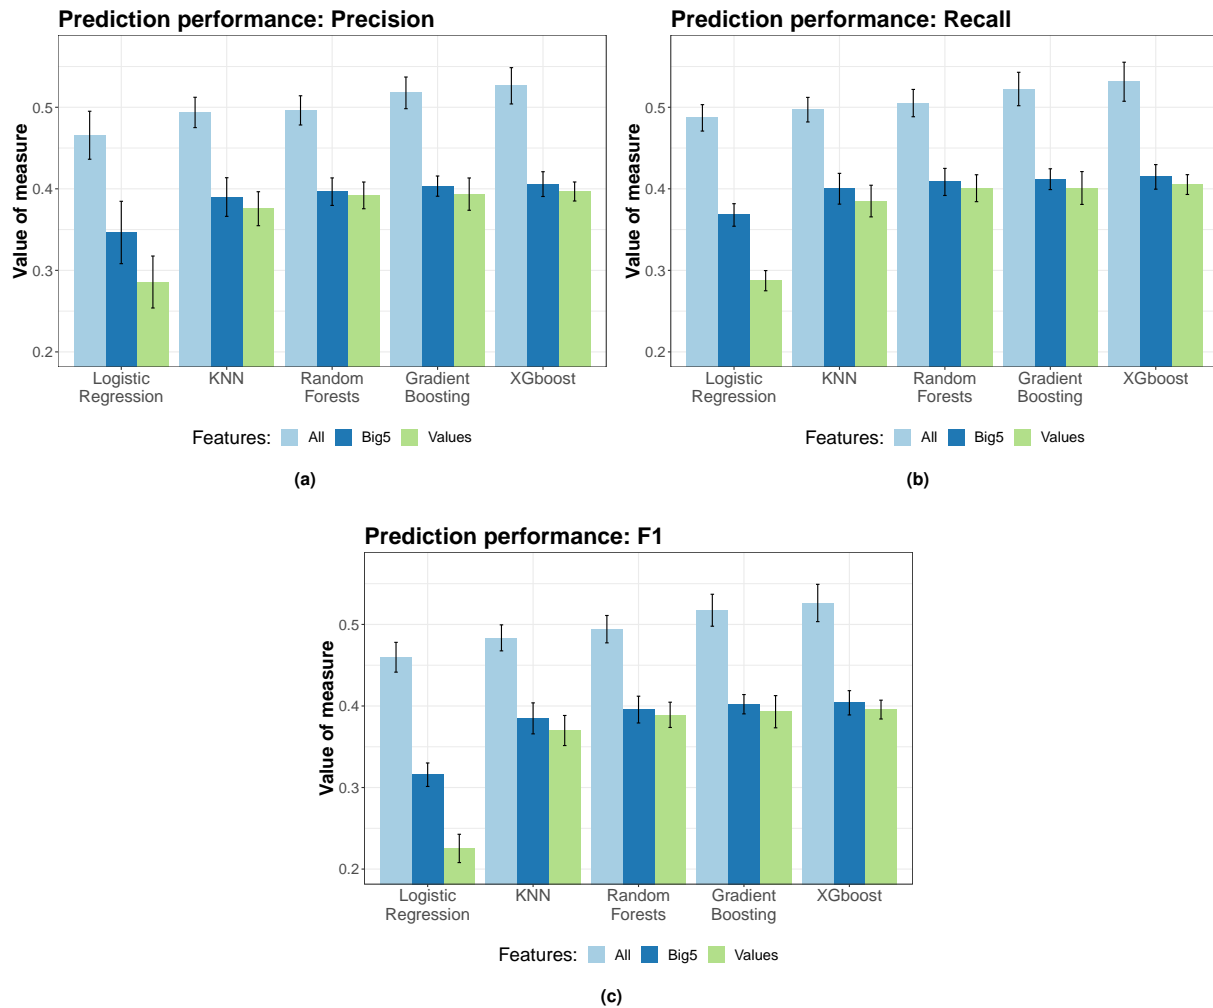 Prediction performance: Precision
Value of measure
0.5
0.4
0.3
0.2
Logistic Regression
KNN
Random Forests
Gradient Boosting
XGboost
Features: All Big5 Values
(a)
Prediction performance: Recall
Value of measure
0.5
0.4
0.3
0.2
Logistic Regression
KNN
Random Forests
Gradient Boosting
XGboost
Features: All Big5 Values
(b)
Prediction performance: F1
Value of measure
0.5
0.4
0.3
0.2
Logistic Regression
KNN
Random Forests
Gradient Boosting
XGboost
Features: All Big5 Values
(c)